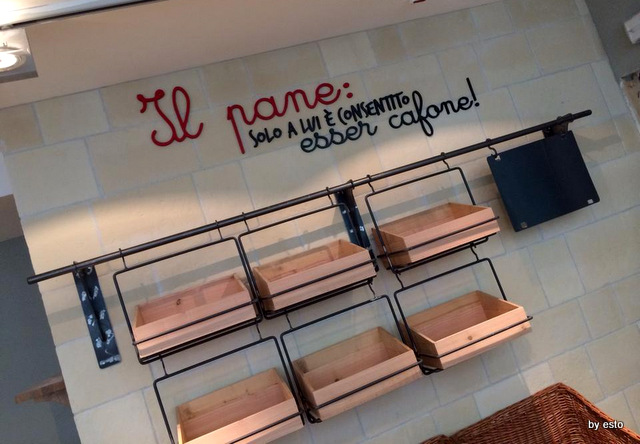 Il pane:
SOLO A LUI È CONSENTITO
esser cafone!
by esto